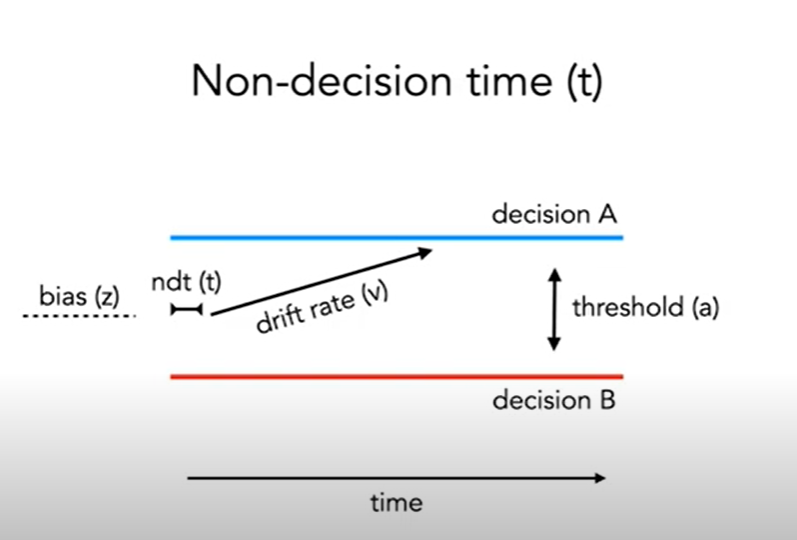 Non-decision time (t)
decision A
ndt (t)
bias (z)
drift rate (v)
threshold (a)
decision B
time